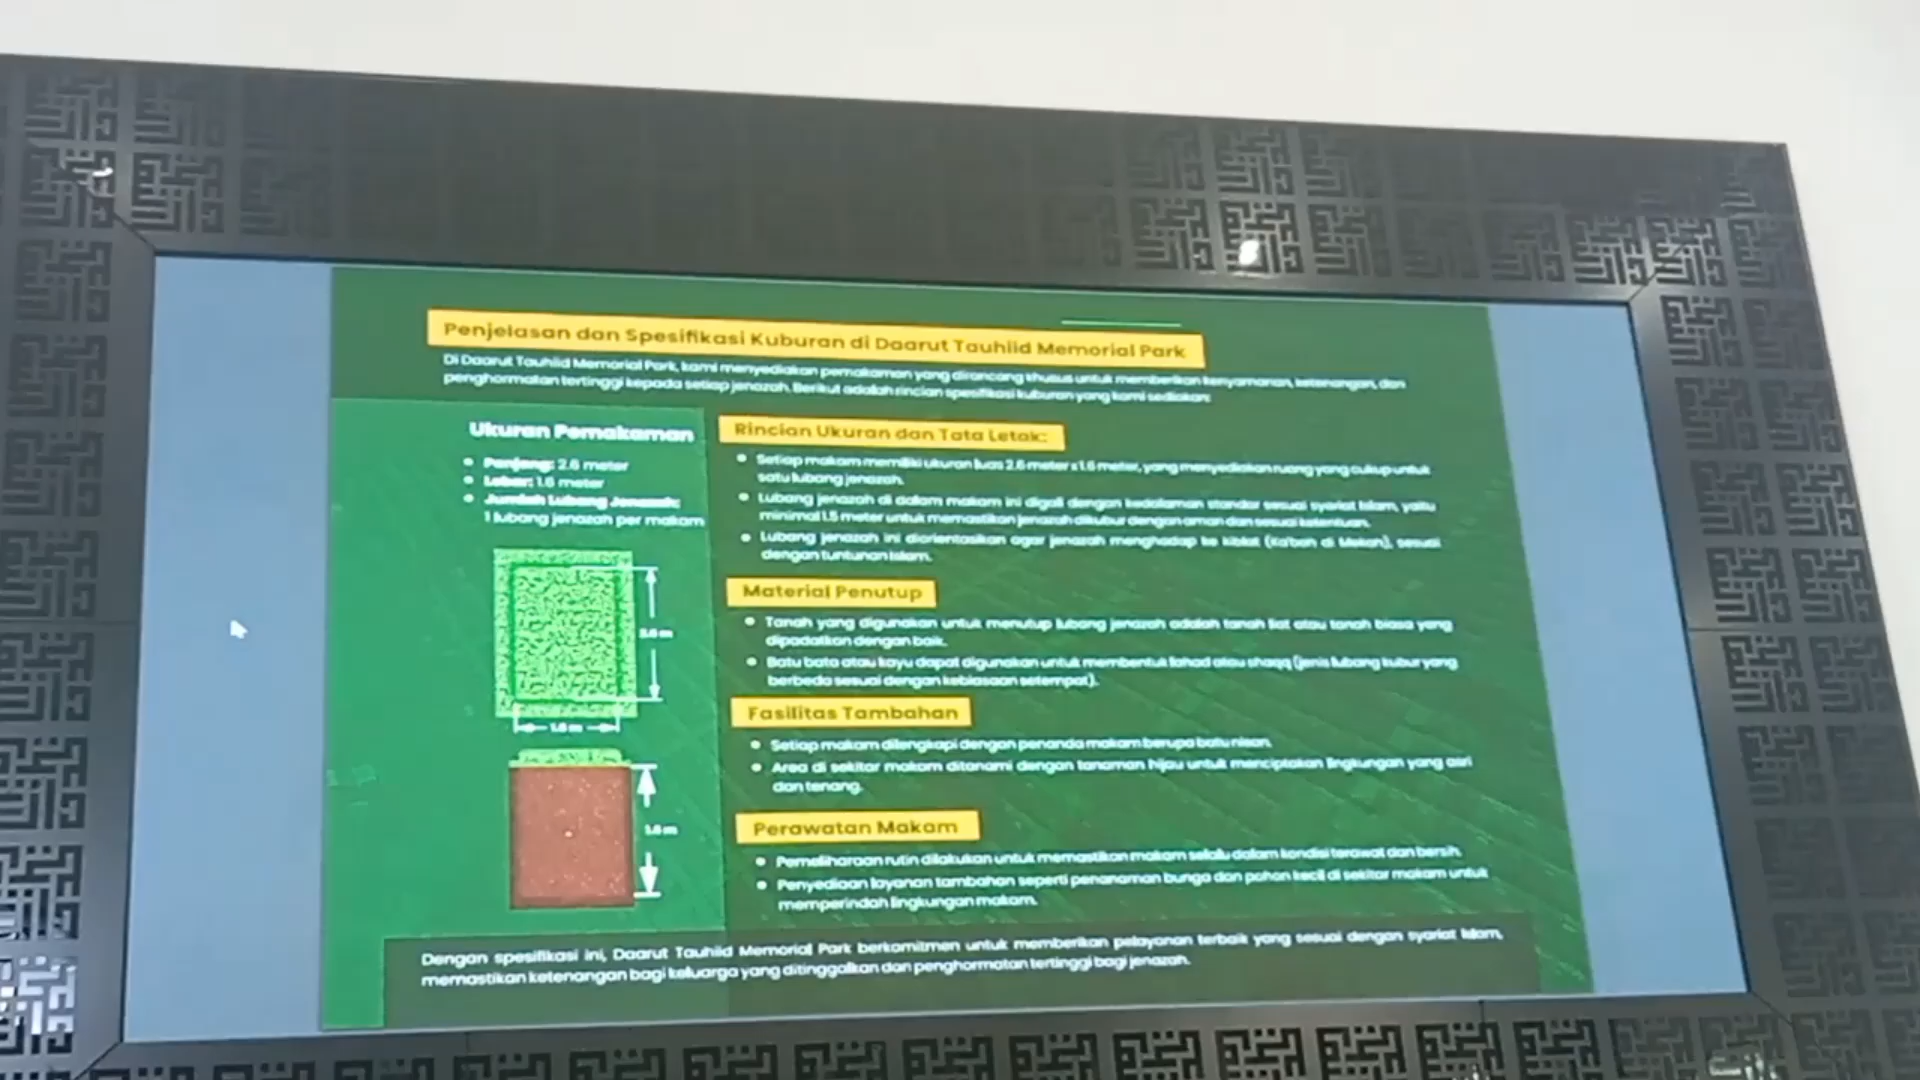 Penjelasan dan Spesifikasi Kuburan di Daarut Tauhiid Memorial Park
Di Daarut Tauhiid Memorial Park, kami menyediakan pemakaman yang dirancang khusus untuk memberikan kenyamanan, ketenangan, dan
penghormatan tertinggi kepada setiap jenazah. Berikut adalah rincian spesifikasi kuburan yang kami sediakan:
Ukuran Pemakaman
Panjang: 2.6 meter
Lebar: 1.6 meter
Jumlah Lubang Jenazah:
1 lubang jenazah per makam
2.6 m
1.6 m
Rincian Ukuran dan Tata Letak:
Setiap makam memiliki ukuran luas 2.6 meter x 1.6 meter, yang menyediakan ruang yang cukup untuk
satu lubang jenazah.
Lubang jenazah di dalam makam ini digali dengan kedalaman standar sesuai syariat Islam, yaitu
minimal 1.5 meter untuk memastikan jenazah dikubur dengan aman dan sesuai ketentuan.
Lubang jenazah ini diorientasikan agar jenazah menghadap ke kiblat (Ka'bah di Mekah), sesuai
dengan tuntunan Islam.
Material Penutup
Tanah yang digunakan untuk menutup lubang jenazah adalah tanah liat atau tanah biasa yang
dipadatkan dengan baik.
Batu bata atau kayu dapat digunakan untuk membentuk lahad atau shaqq (jenis lubang kubur yang
berbeda sesuai dengan kebiasaan setempat).
Fasilitas Tambahan
Setiap makam dilengkapi dengan penanda makam berupa batu nisan.
Area di sekitar makam ditanami dengan tanaman hijau untuk menciptakan lingkungan yang asri
dan tenang.
Perawatan Makam
Pemeliharaan rutin dilakukan untuk memastikan makam selalu dalam kondisi terawat dan bersih.
Penyediaan layanan tambahan seperti penanaman bunga dan pohon kecil di sekitar makam untuk
memperindah lingkungan makam.
Dengan spesifikasi ini, Daarut Tauhiid Memorial Park berkomitmen untuk memberikan pelayanan terbaik yang sesuai dengan syariat Islam,
memastikan ketenangan bagi keluarga yang ditinggalkan dan penghormatan tertinggi bagi jenazah.